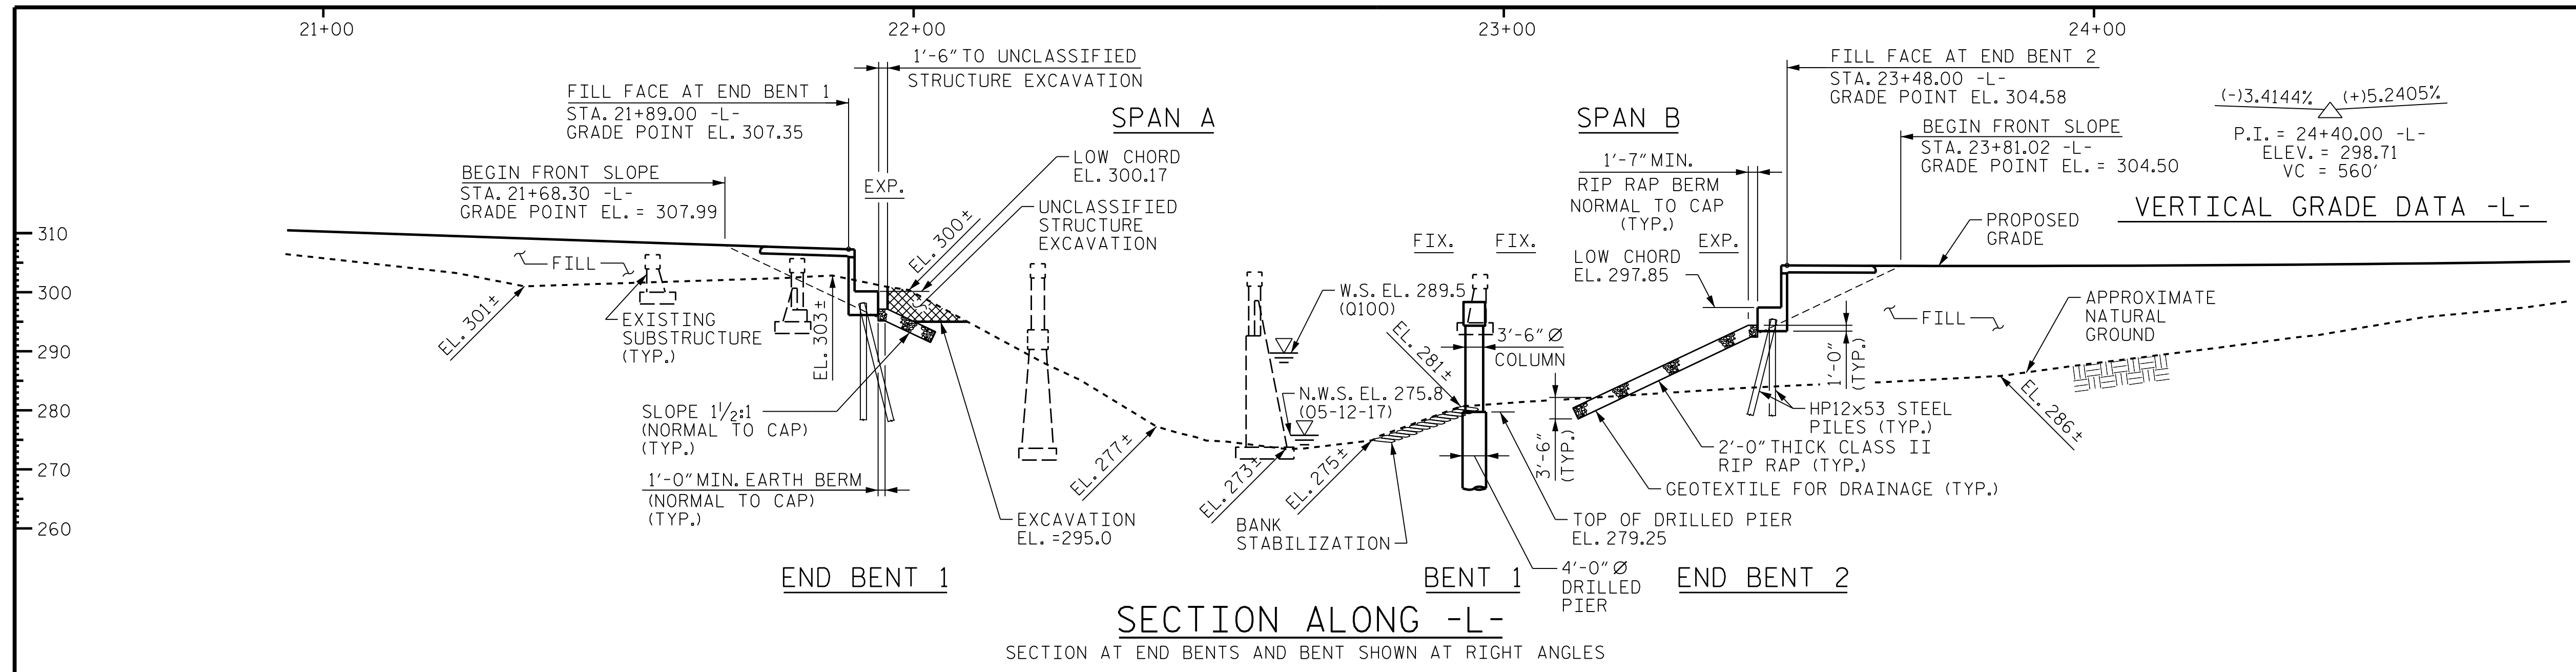 21+00
22+00
23+00
24+00
1'-6" TO UNCLASSIFIED
STRUCTURE EXCAVATION
FILL FACE AT END BENT 1
STA. 21+89.00 -L-
GRADE POINT EL. 307.35
BEGIN FRONT SLOPE
STA. 21+68.30 -L-
GRADE POINT EL. = 307.99
EXP.
SPAN A
LOW CHORD
EL. 300.17
UNCLASSIFIED
STRUCTURE
EXCAVATION
EL. 300±
SPAN B
FILL FACE AT END BENT 2
STA. 23+48.00 -L-
GRADE POINT EL. 304.58
1'-7" MIN.
RIP RAP BERM
NORMAL TO CAP
(TYP.)
BEGIN FRONT SLOPE
STA. 23+81.02 -L-
GRADE POINT EL. = 304.50
(-)3.4144%
(+)5.2405%
P.I. = 24+40.00 -L-
ELEV. = 298.71
VC = 560'
VERTICAL GRADE DATA -L-
FIX.
FIX.
EXP.
LOW CHORD
EL. 297.85
PROPOSED
GRADE
310
300
290
280
270
260
FILL
EL. 301±
EXISTING
SUBSTRUCTURE
(TYP.)
EL. 303±
W.S. EL. 289.5
(Q100)
EL. 281±
3'-6" Ø
COLUMN
FILL
APPROXIMATE
NATURAL
GROUND
1'-0"
(TYP.)
SLOPE 1½:1
(NORMAL TO CAP)
(TYP.)
N.W.S. EL. 275.8
(05-12-17)
HP12x53 STEEL
PILES (TYP.)
EL. 286±
1'-0" MIN. EARTH BERM
(NORMAL TO CAP)
(TYP.)
EL. 277±
EL. 273±
EL. 275±
3'-6"
(TYP.)
2'-0" THICK CLASS II
RIP RAP (TYP.)
GEOTEXTILE FOR DRAINAGE (TYP.)
EXCAVATION
EL. =295.0
BANK
STABILIZATION
TOP OF DRILLED PIER
EL. 279.25
4'-0" Ø
DRILLED
PIER
END BENT 1
BENT 1
END BENT 2
SECTION ALONG -L-
SECTION AT END BENTS AND BENT SHOWN AT RIGHT ANGLES